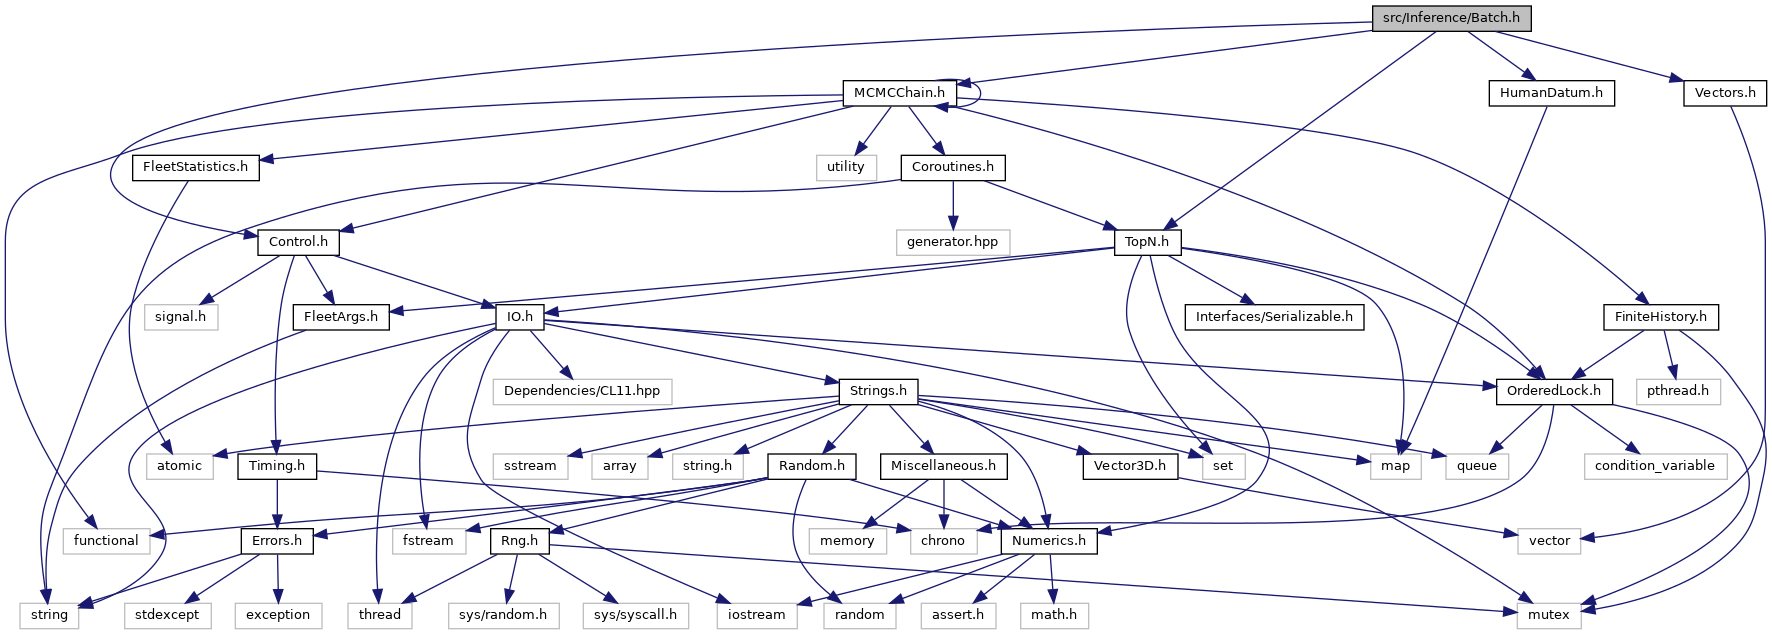 src/Inference/Batch.h
MCMCChain.h
HumanDatum.h
Vectors.h
FleetStatistics.h
utility
Coroutines.h
Control.h
generator.hpp
TopN.h
signal.h
FleetArgs.h
IO.h
Interfaces/Serializable.h
FiniteHistory.h
Dependencies/CL11.hpp
Strings.h
OrderedLock.h
pthread.h
atomic
Timing.h
sstream
array
string.h
Random.h
Miscellaneous.h
Vector3D.h
set
map
queue
condition_variable
functional
Errors.h
fstream
Rng.h
memory
chrono
Numerics.h
vector
string
stdexcept
exception
thread
sys/random.h
sys/syscall.h
iostream
random
assert.h
math.h
mutex